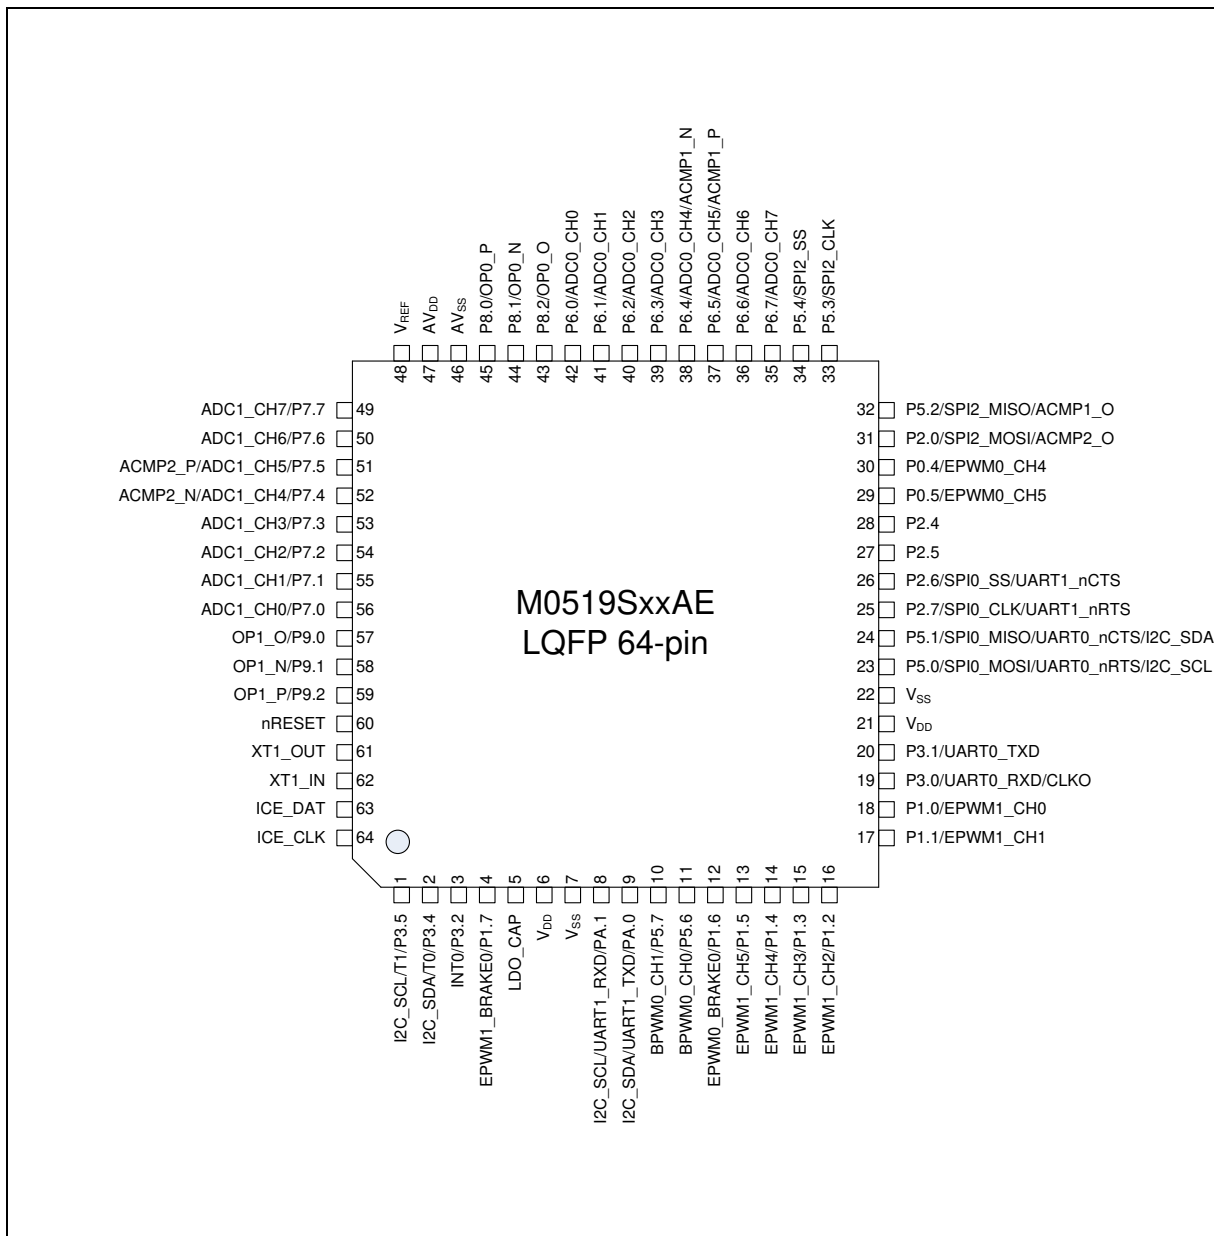 VREF
AVDD
AVSS
P8.0/OP0_P
P8.1/OP0_N
P8.2/OP0_O
P6.0/ADC0_CH0
P6.1/ADC0_CH1
P6.2/ADC0_CH2
P6.3/ADC0_CH3
P6.4/ADC0_CH4/ACMP1_N
P6.5/ADC0_CH5/ACMP1_P
P6.6/ADC0_CH6
P6.7/ADC0_CH7
P5.4/SPI2_SS
P5.3/SPI2_CLK
48 47 46 45 44 43 42 41 40 39 38 37 36 35 34 33
ADC1_CH7/P7.7 49
ADC1_CH6/P7.6 50
ACMP2_P/ADC1_CH5/P7.5 51
ACMP2_N/ADC1_CH4/P7.4 52
ADC1_CH3/P7.3 53
ADC1_CH2/P7.2 54
ADC1_CH1/P7.1 55
ADC1_CH0/P7.0 56
OP1_O/P9.0 57
OP1_N/P9.1 58
OP1_P/P9.2 59
nRESET 60
XT1_OUT 61
XT1_IN 62
ICE_DAT 63
ICE_CLK 64
M0519SxxAE
LQFP 64-pin
32 P5.2/SPI2_MISO/ACMP1_O
31 P2.0/SPI2_MOSI/ACMP2_O
30 P0.4/EPWM0_CH4
29 P0.5/EPWM0_CH5
28 P2.4
27 P2.5
26 P2.6/SPI0_SS/UART1_nCTS
25 P2.7/SPI0_CLK/UART1_nRTS
24 P5.1/SPI0_MISO/UART0_nCTS/I2C_SDA
23 P5.0/SPI0_MOSI/UART0_nRTS/I2C_SCL
22 VSS
21 VDD
20 P3.1/UART0_TXD
19 P3.0/UART0_RXD/CLKO
18 P1.0/EPWM1_CH0
17 P1.1/EPWM1_CH1
1 2 3 4 5 6 7 8 9 10 11 12 13 14 15 16
I2C_SCL/T1/P3.5
I2C_SDA/T0/P3.4
INT0/P3.2
EPWM1_BRAKE0/P1.7
LDO_CAP
VDD
VSS
I2C_SCL/UART1_RXD/PA.1
I2C_SDA/UART1_TXD/PA.0
BPWM0_CH1/P5.7
BPWM0_CH0/P5.6
EPWM0_BRAKE0/P1.6
EPWM1_CH5/P1.5
EPWM1_CH4/P1.4
EPWM1_CH3/P1.3
EPWM1_CH2/P1.2